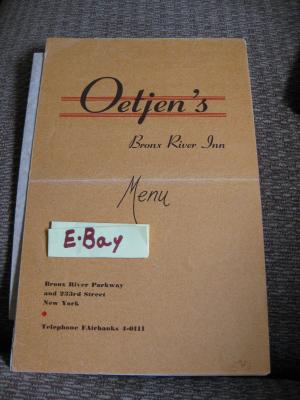 Oetjen's
Bronx River Inn
Menu
E-Bay
Bronx River Parkway
and 233rd Street
New York
Telephone FAirbanks 4-0111